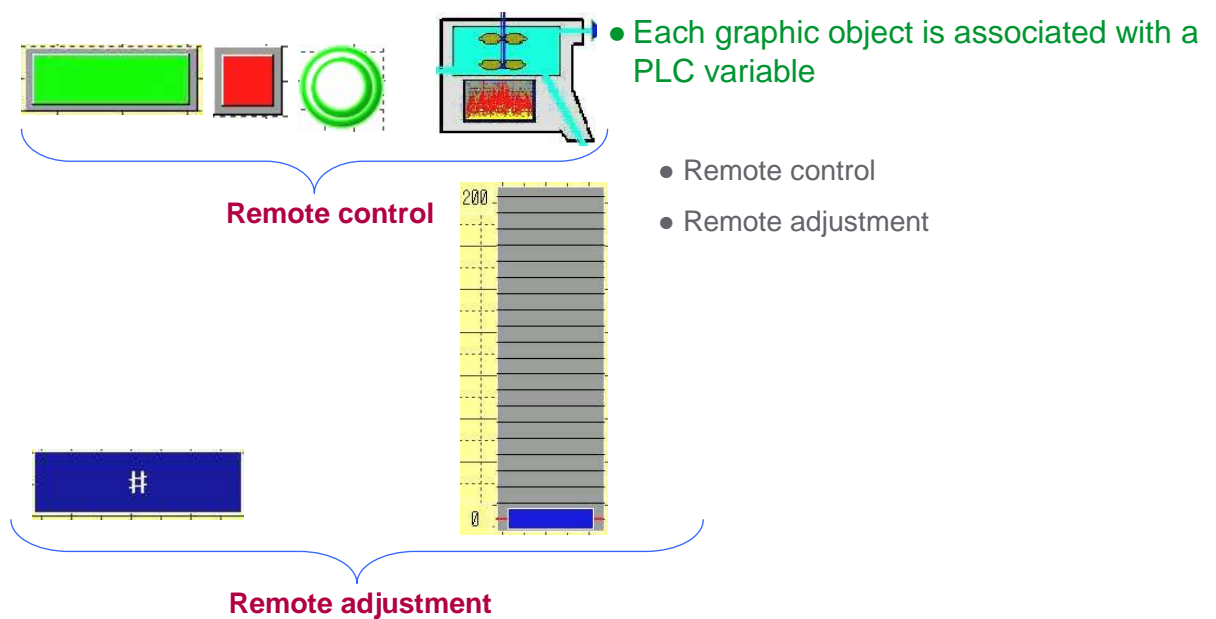 ● Each graphic object is associated with a
PLC variable
● Remote control
● Remote adjustment
Remote control
200
0
#
Remote adjustment